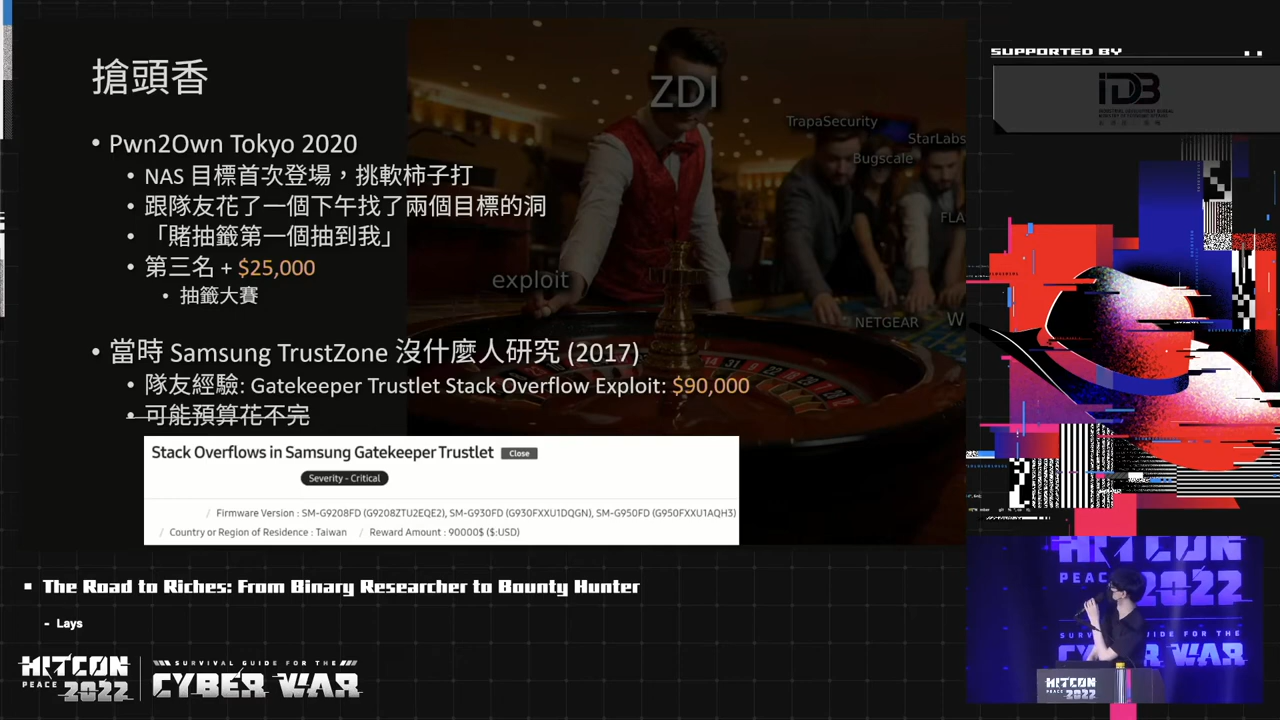 搶頭香
• Pwn2Own Tokyo 2020
• NAS 目標首次登場，挑軟柿子打
• 跟隊友花了一個下午找了兩個目標的洞
• 「賭抽籤第一個抽到我」
• 第三名 + $25,000
• 抽籤大賽
• 當時 Samsung TrustZone 沒什麼人研究 (2017)
• 隊友經驗: Gatekeeper Trustlet Stack Overflow Exploit: $90,000
• 可能預算花不完
Stack Overflows in Samsung Gatekeeper Trustlet Close
Severity - Critical
/ Firmware Version : SM-G9208FD (G9208ZTU2EQE2), SM-G930FD (G930FXXU1DQGN), SM-G950FD (G950FXXU1AQH3)
/ Country or Region of Residence : Taiwan / Reward Amount : 90000$ ($:USD)
ZDI
TrapaSecurity
StarLabs
Bugscale
FLA
exploit
NETGEAR
W
SUPPORTED BY
iDB
The Road to Riches: From Binary Researcher to Bounty Hunter
- Lays
HITCON
PEACE 2022
SURVIVAL GUIDE FOR THE
CYBER WAR
HITCON
PEACE 2022
HITCON
PEACE 2022